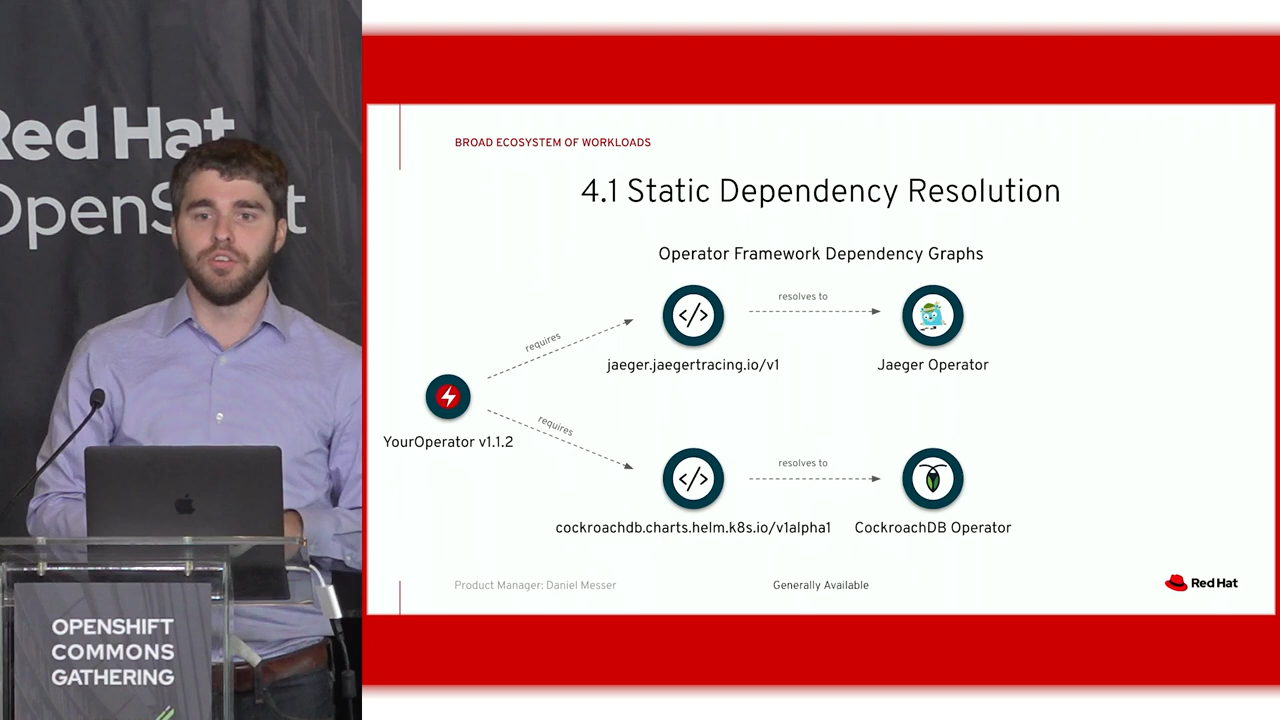 Red Hat
OpenShift
OPENSHIFT
COMMONS
GATHERING
BROAD ECOSYSTEM OF WORKLOADS
4.1 Static Dependency Resolution
Operator Framework Dependency Graphs
requires
resolves to
jaeger.jaegertracing.io/v1
Jaeger Operator
YourOperator v1.1.2
requires
resolves to
cockroachdb.charts.helm.k8s.io/v1alpha1
CockroachDB Operator
Product Manager: Daniel Messer
Generally Available
Red Hat